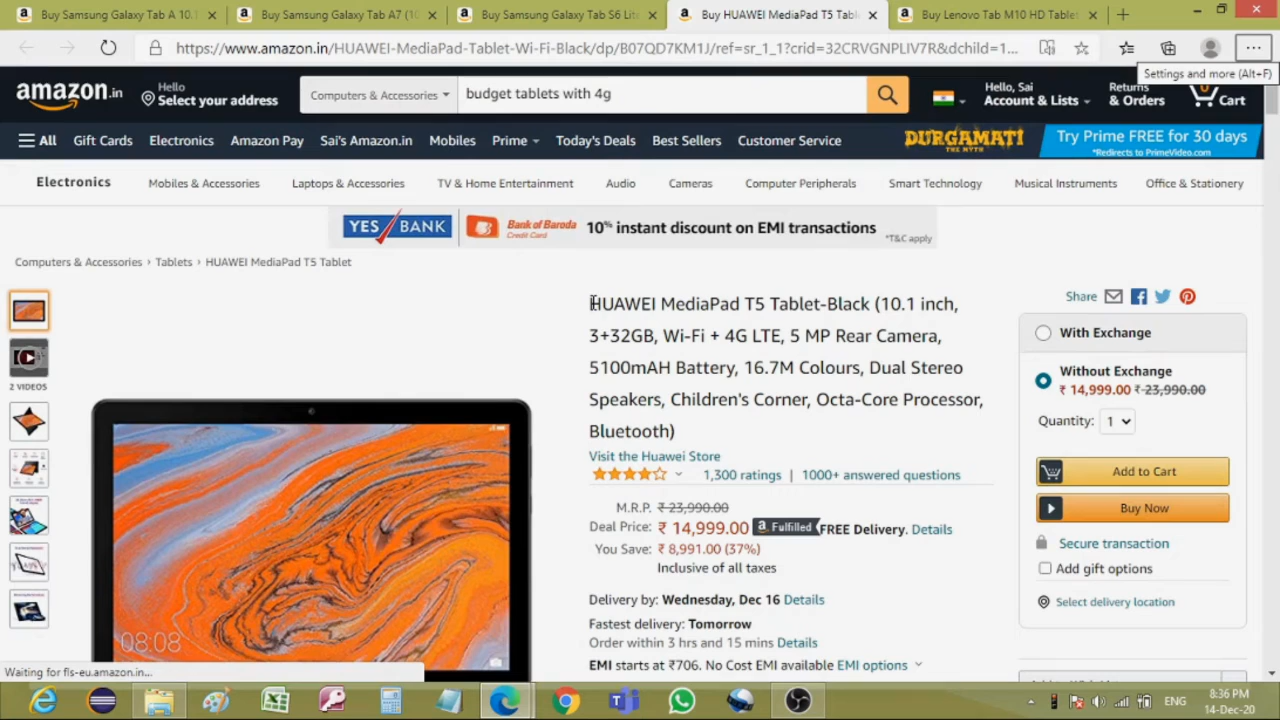 Buy Samsung Galaxy Tab A 10.
Buy Samsung Galaxy Tab A7 (10
Buy Samsung Galaxy Tab S6 Lite
Buy HUAWEI MediaPad T5 Table
Buy Lenovo Tab M10 HD Tablet
https://www.amazon.in/HUAWEI-MediaPad-Tablet-Wi-Fi-Black/dp/B07QD7KM1J/ref=sr_1_1?crid=32CRVGNPLIV7R&dchild=1...
Settings and more (Alt+F)
amazon.in
Hello
Select your address
Computers & Accessories
budget tablets with 4g
Hello, Sai
Account & Lists
Returns
& Orders
0
Cart
All
Gift Cards
Electronics
Amazon Pay
Sai's Amazon.in
Mobiles
Prime
Today's Deals
Best Sellers
Customer Service
DURGAMATI
THE MYTH
Try Prime FREE for 30 days
*Redirects to PrimeVideo.com
Electronics
Mobiles & Accessories
Laptops & Accessories
TV & Home Entertainment
Audio
Cameras
Computer Peripherals
Smart Technology
Musical Instruments
Office & Stationery
YES BANK
Bank of Baroda
Credit Card
10% instant discount on EMI transactions
*T&C apply
Computers & Accessories › Tablets › HUAWEI MediaPad T5 Tablet
2 VIDEOS
08:08
HUAWEI MediaPad T5 Tablet-Black (10.1 inch,
3+32GB, Wi-Fi + 4G LTE, 5 MP Rear Camera,
5100mAH Battery, 16.7M Colours, Dual Stereo
Speakers, Children's Corner, Octa-Core Processor,
Bluetooth)
Visit the Huawei Store
1,300 ratings | 1000+ answered questions
M.R.P. ₹ 23,990.00
Deal Price: ₹ 14,999.00 a Fulfilled FREE Delivery. Details
You Save: ₹ 8,991.00 (37%)
Inclusive of all taxes
Delivery by: Wednesday, Dec 16 Details
Fastest delivery: Tomorrow
Order within 3 hrs and 15 mins Details
EMI starts at ₹706. No Cost EMI available EMI options
Share
With Exchange
Without Exchange
₹ 14,999.00 ₹ 23,990.00
Quantity: 1
Add to Cart
Buy Now
Secure transaction
Add gift options
Select delivery location
Waiting for fls-eu.amazon.in...
ENG
8:36 PM
14-Dec-20